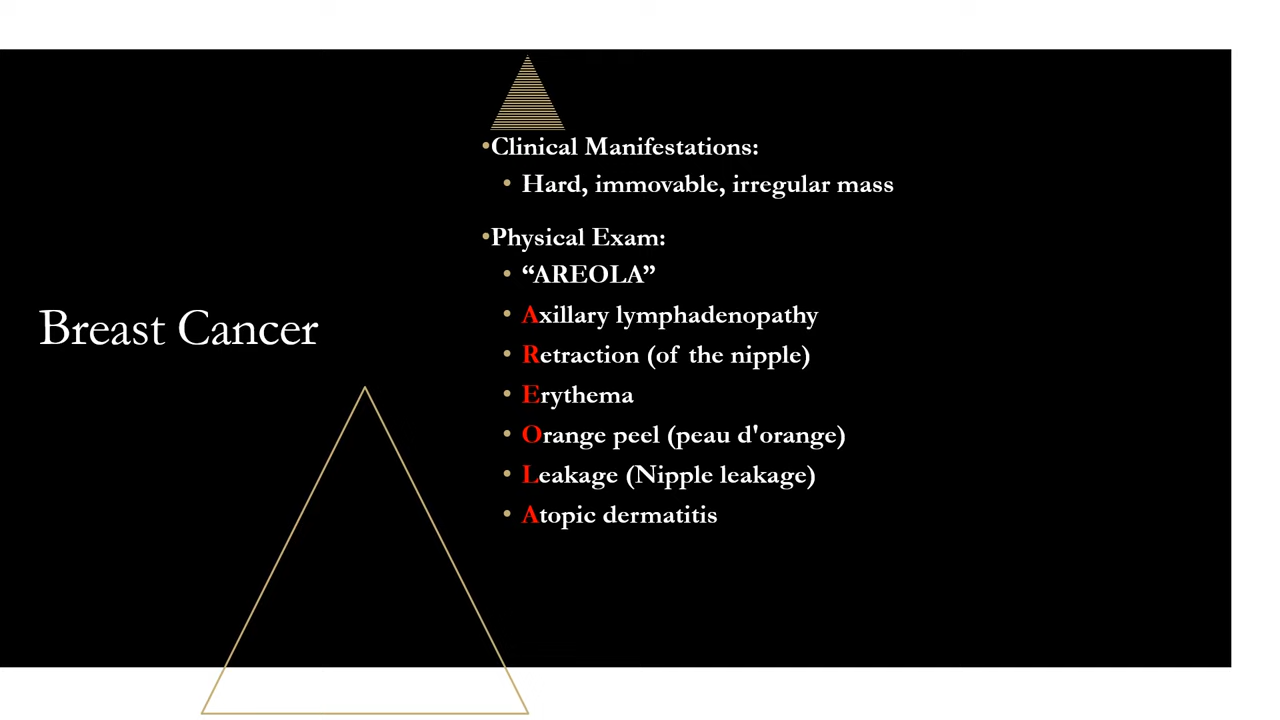 Breast Cancer
•Clinical Manifestations:
• Hard, immovable, irregular mass
•Physical Exam:
• “AREOLA”
• Axillary lymphadenopathy
• Retraction (of the nipple)
• Erythema
• Orange peel (peau d'orange)
• Leakage (Nipple leakage)
• Atopic dermatitis